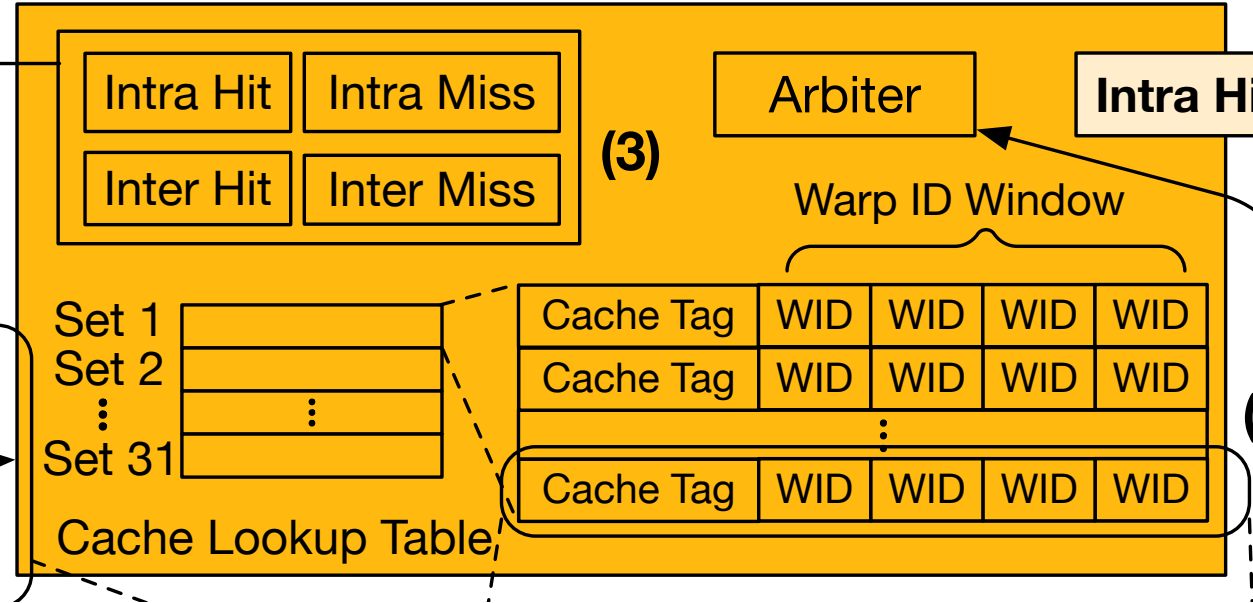 Intra Hit Intra Miss
Inter Hit Inter Miss
(3)
Arbiter
Intra Hi
Warp ID Window
Set 1
Set 2
Set 31
Cache Lookup Table
Cache Tag WID WID WID WID
Cache Tag WID WID WID WID
Cache Tag WID WID WID WID